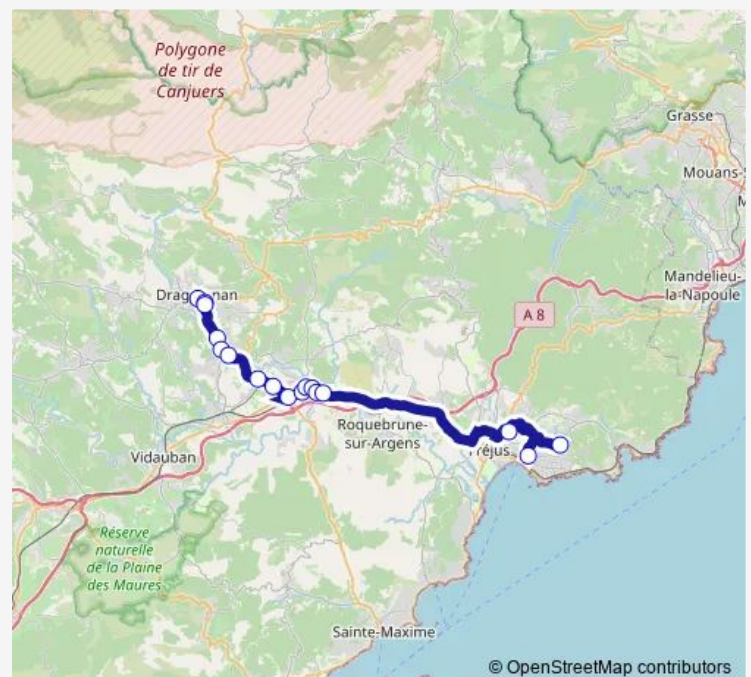 Polygone
de tir de
Canjuers
Grasse
Mouans-S
M
Mandelieu-
la-Napoule
A 8
Roquebrune-
sur-Argens
Vidauban
Réserve
naturelle
de la Plaine
des Maures
Sainte-Maxime
© OpenStreetMap contributors